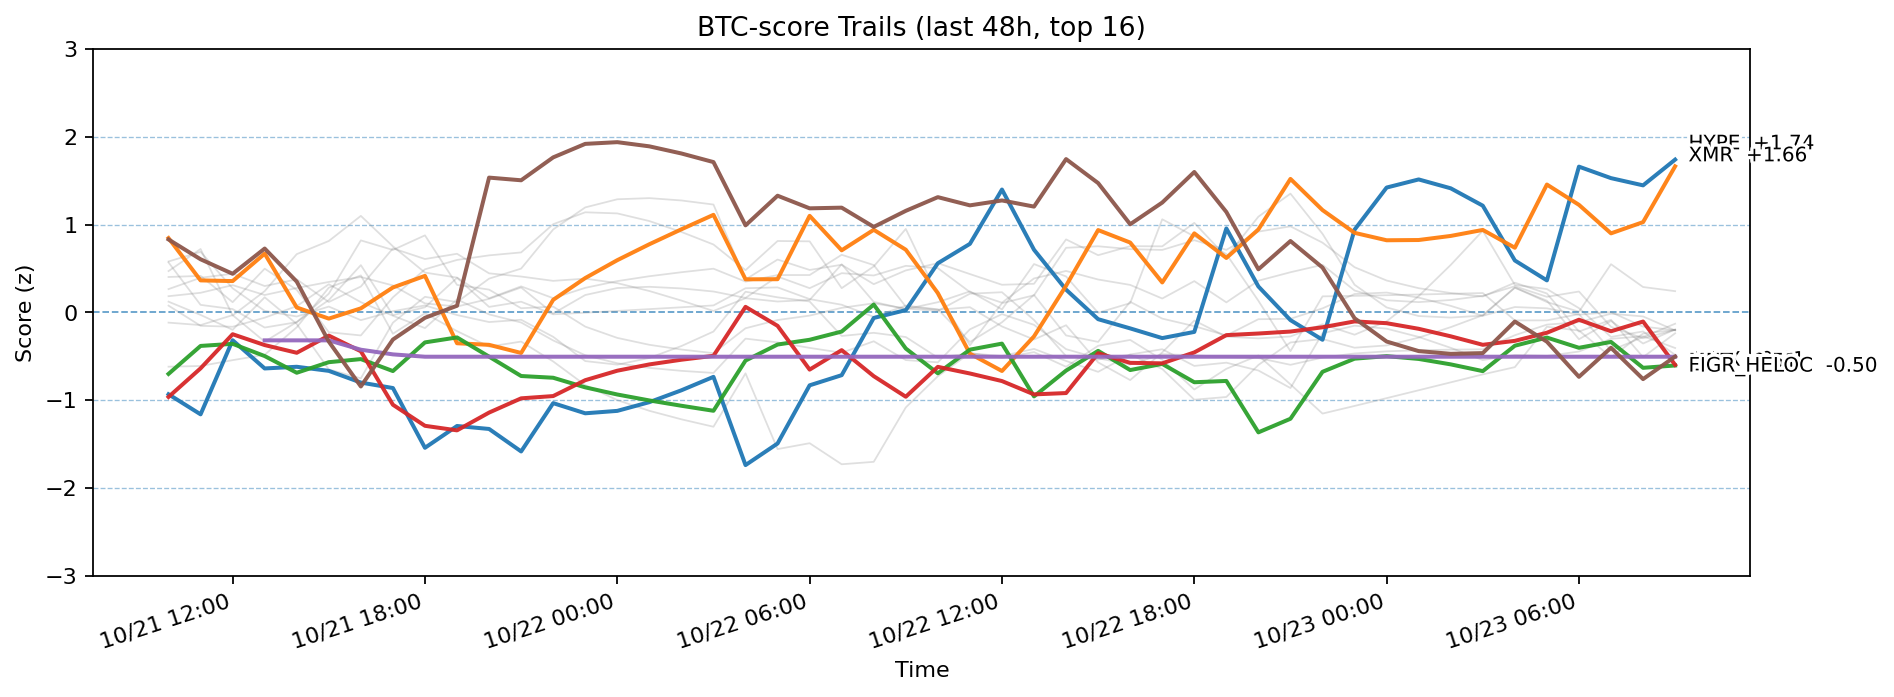 BTC-score Trails (last 48h, top 16)
3
2
1
0
−1
−2
−3
Score (z)
HYPE +1.74
XMR +1.66
FIGR_HELOC -0.50
10/21 12:00
10/21 18:00
10/22 00:00
10/22 06:00
10/22 12:00
10/22 18:00
10/23 00:00
10/23 06:00
Time